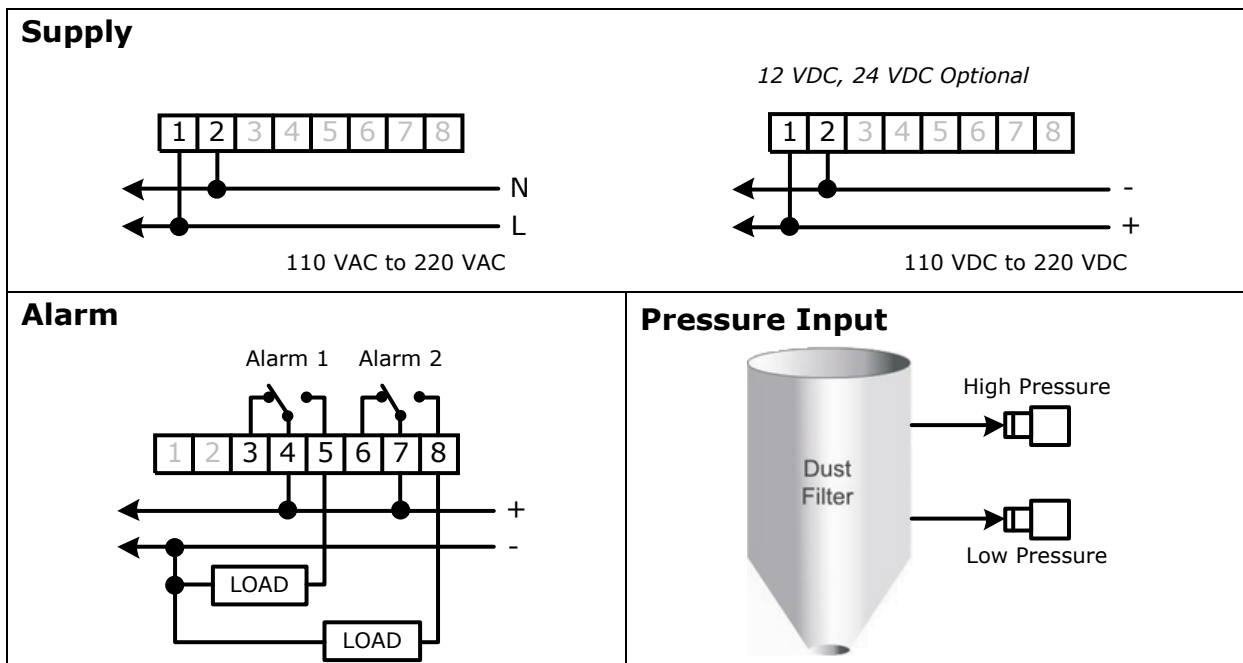 Supply
12 VDC, 24 VDC Optional
1 2 3 4 5 6 7 8
1 2 3 4 5 6 7 8
N
L
-
+
110 VAC to 220 VAC
110 VDC to 220 VDC
Alarm
Alarm 1 Alarm 2
1 2 3 4 5 6 7 8
+
-
LOAD
LOAD
Pressure Input
High Pressure
Dust
Filter
Low Pressure